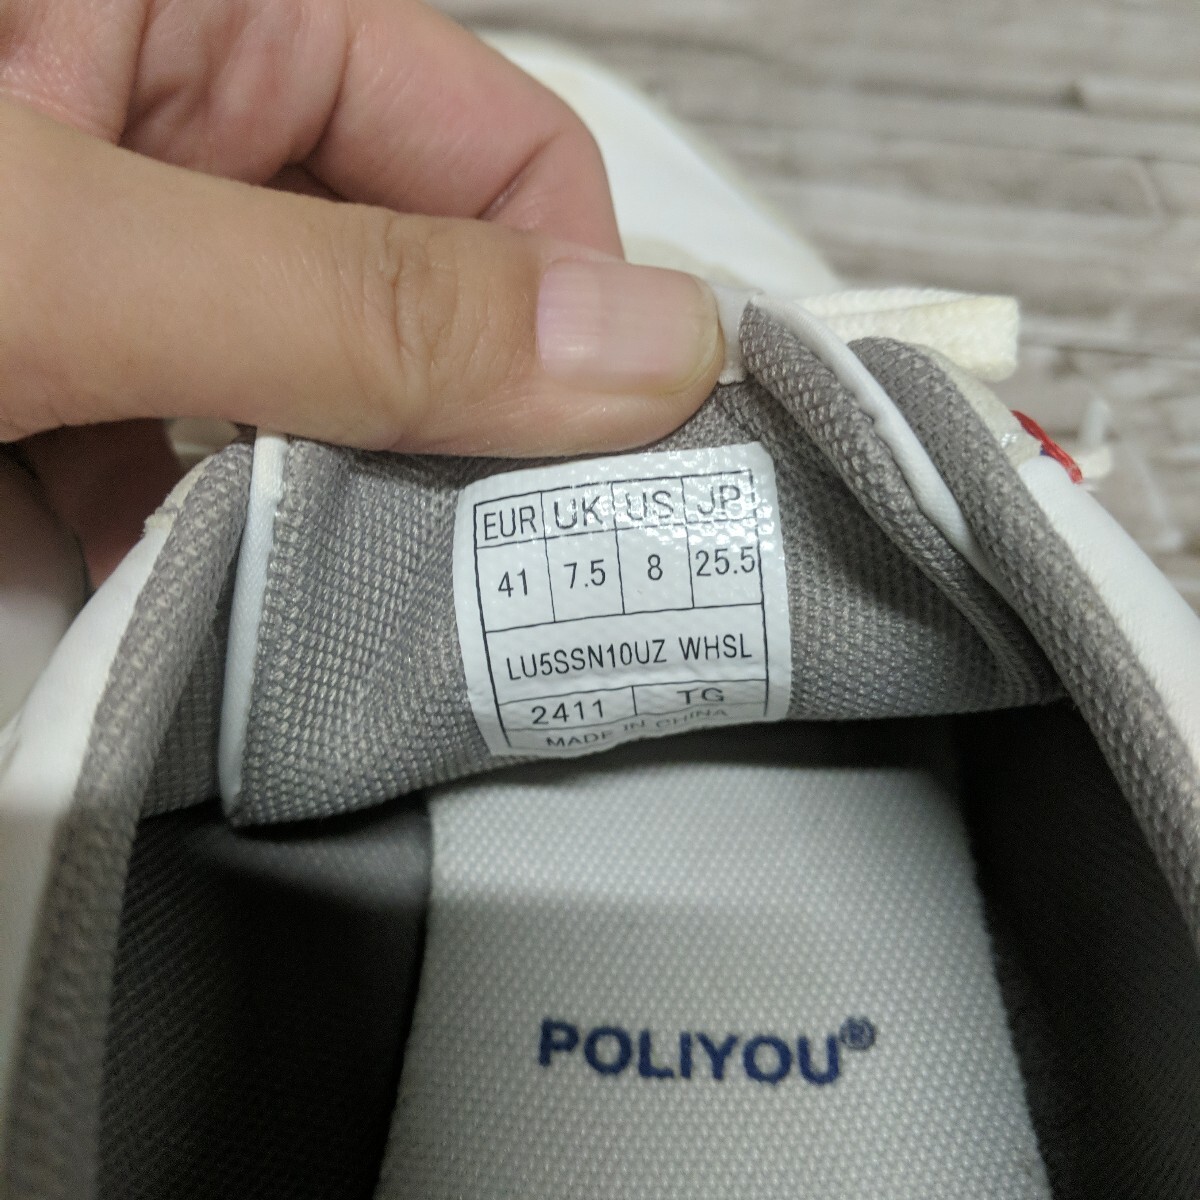 EUR UK US JP
41 7.5 8 25.5
LU5SSN10UZ WHSL
2411 TG
MADE IN CHINA
POLIYOU®